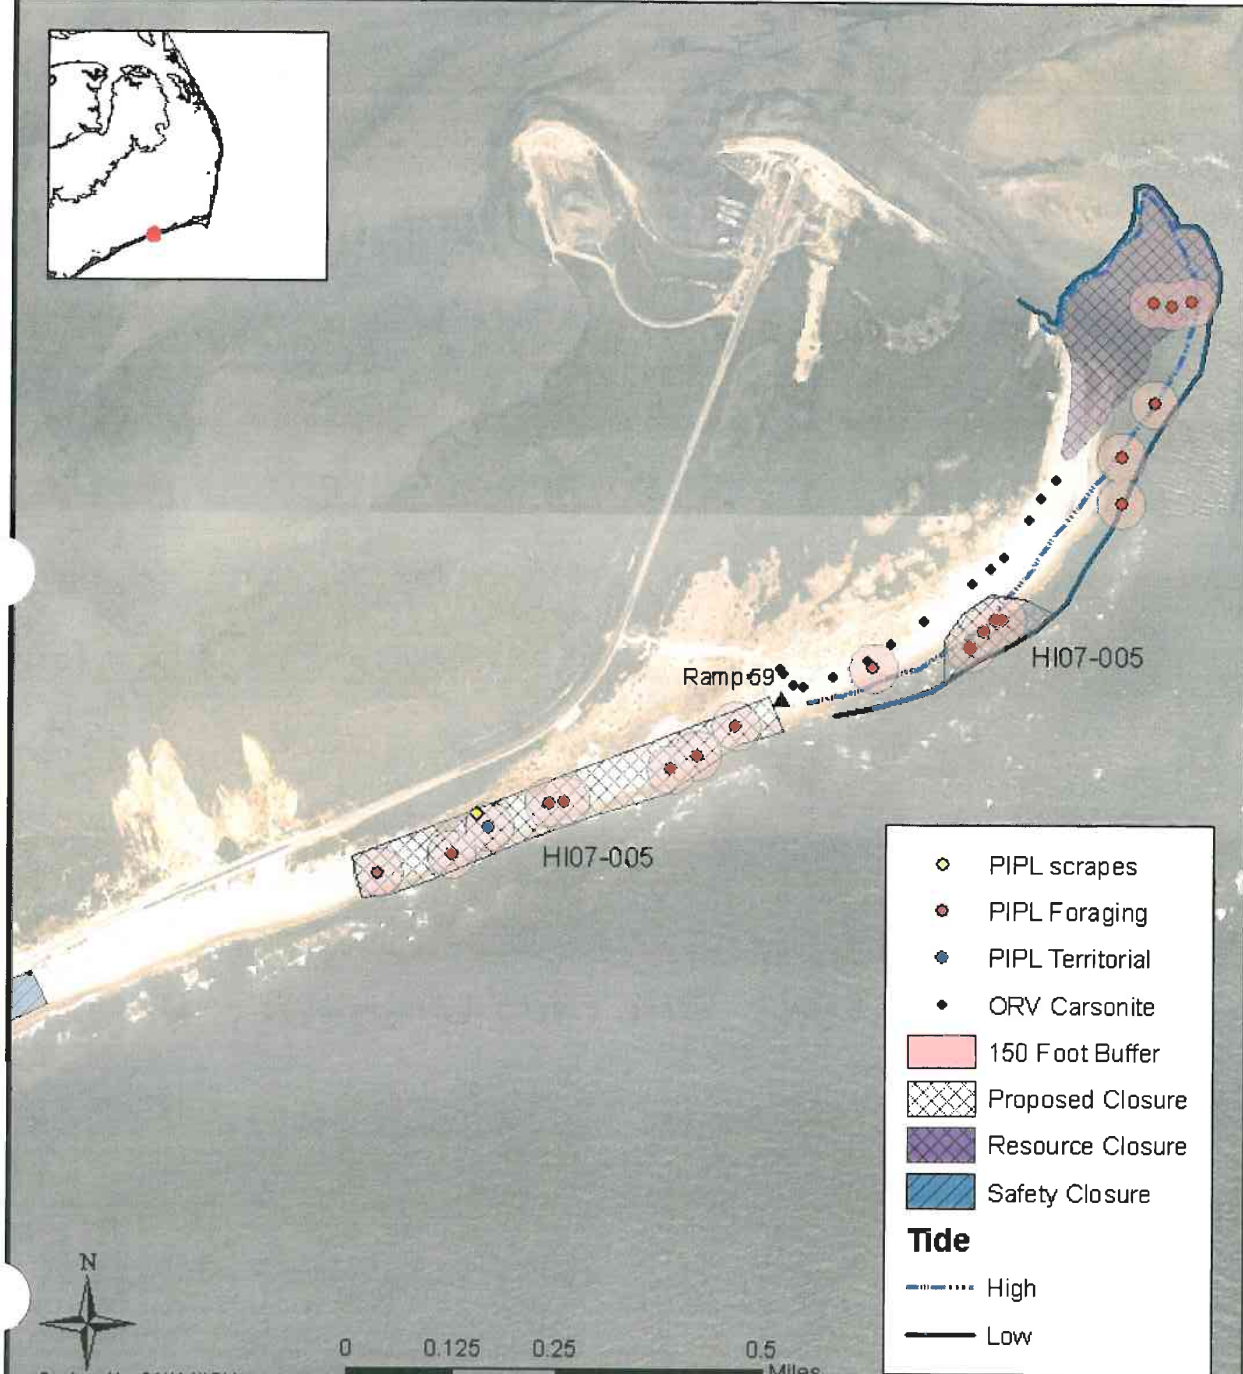 Ramp 59
HI07-005
HI07-005
PIPL scrapes
PIPL Foraging
PIPL Territorial
ORV Carsonite
150 Foot Buffer
Proposed Closure
Resource Closure
Safety Closure
Tide
High
Low
N
0 0.125 0.25 0.5
Miles